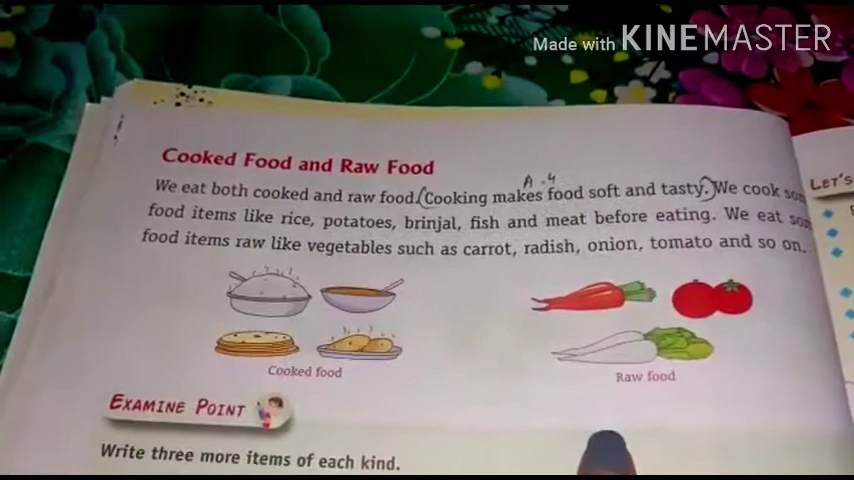 Made with KINEMASTER
Cooked Food and Raw Food
A-4
We eat both cooked and raw food. (Cooking makes food soft and tasty.) We cook som
food items like rice, potatoes, brinjal, fish and meat before eating. We eat som
food items raw like vegetables such as carrot, radish, onion, tomato and so on.
LET'S
Cooked food
Raw food
EXAMINE POINT
Write three more items of each kind.